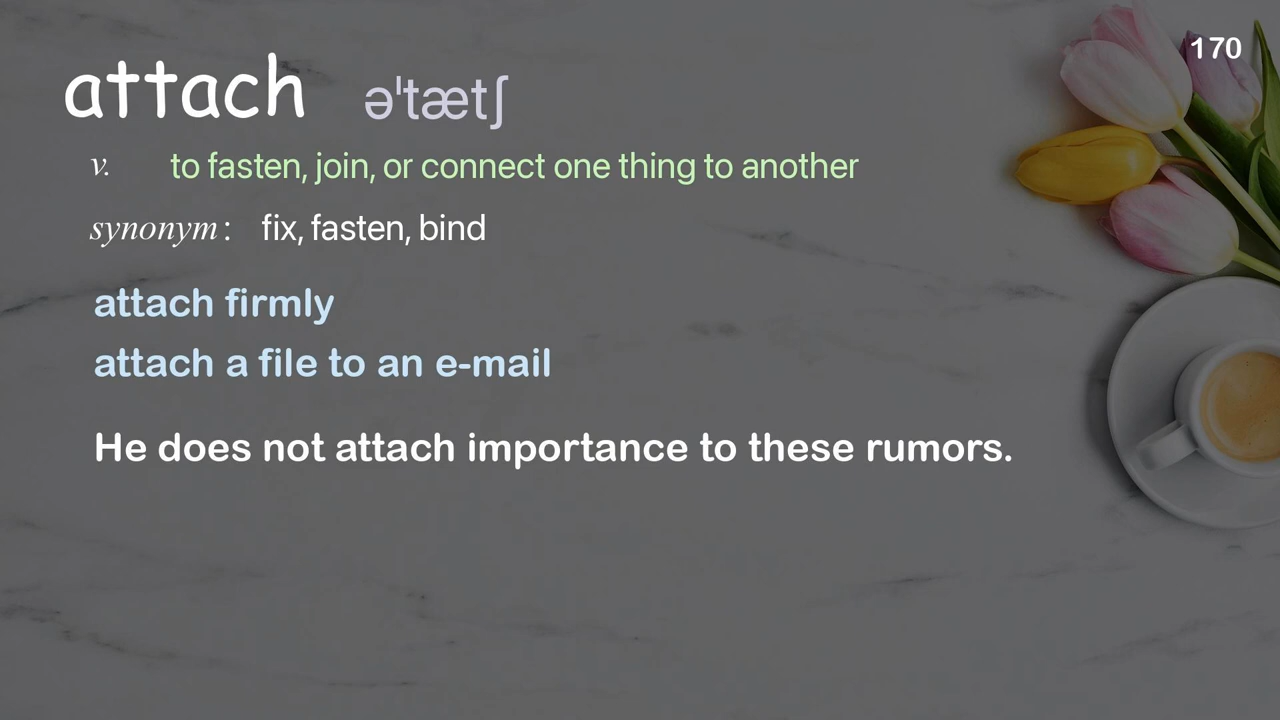 170
attach əˈtætʃ
v. to fasten, join, or connect one thing to another
synonym : fix, fasten, bind
attach firmly
attach a file to an e-mail
He does not attach importance to these rumors.